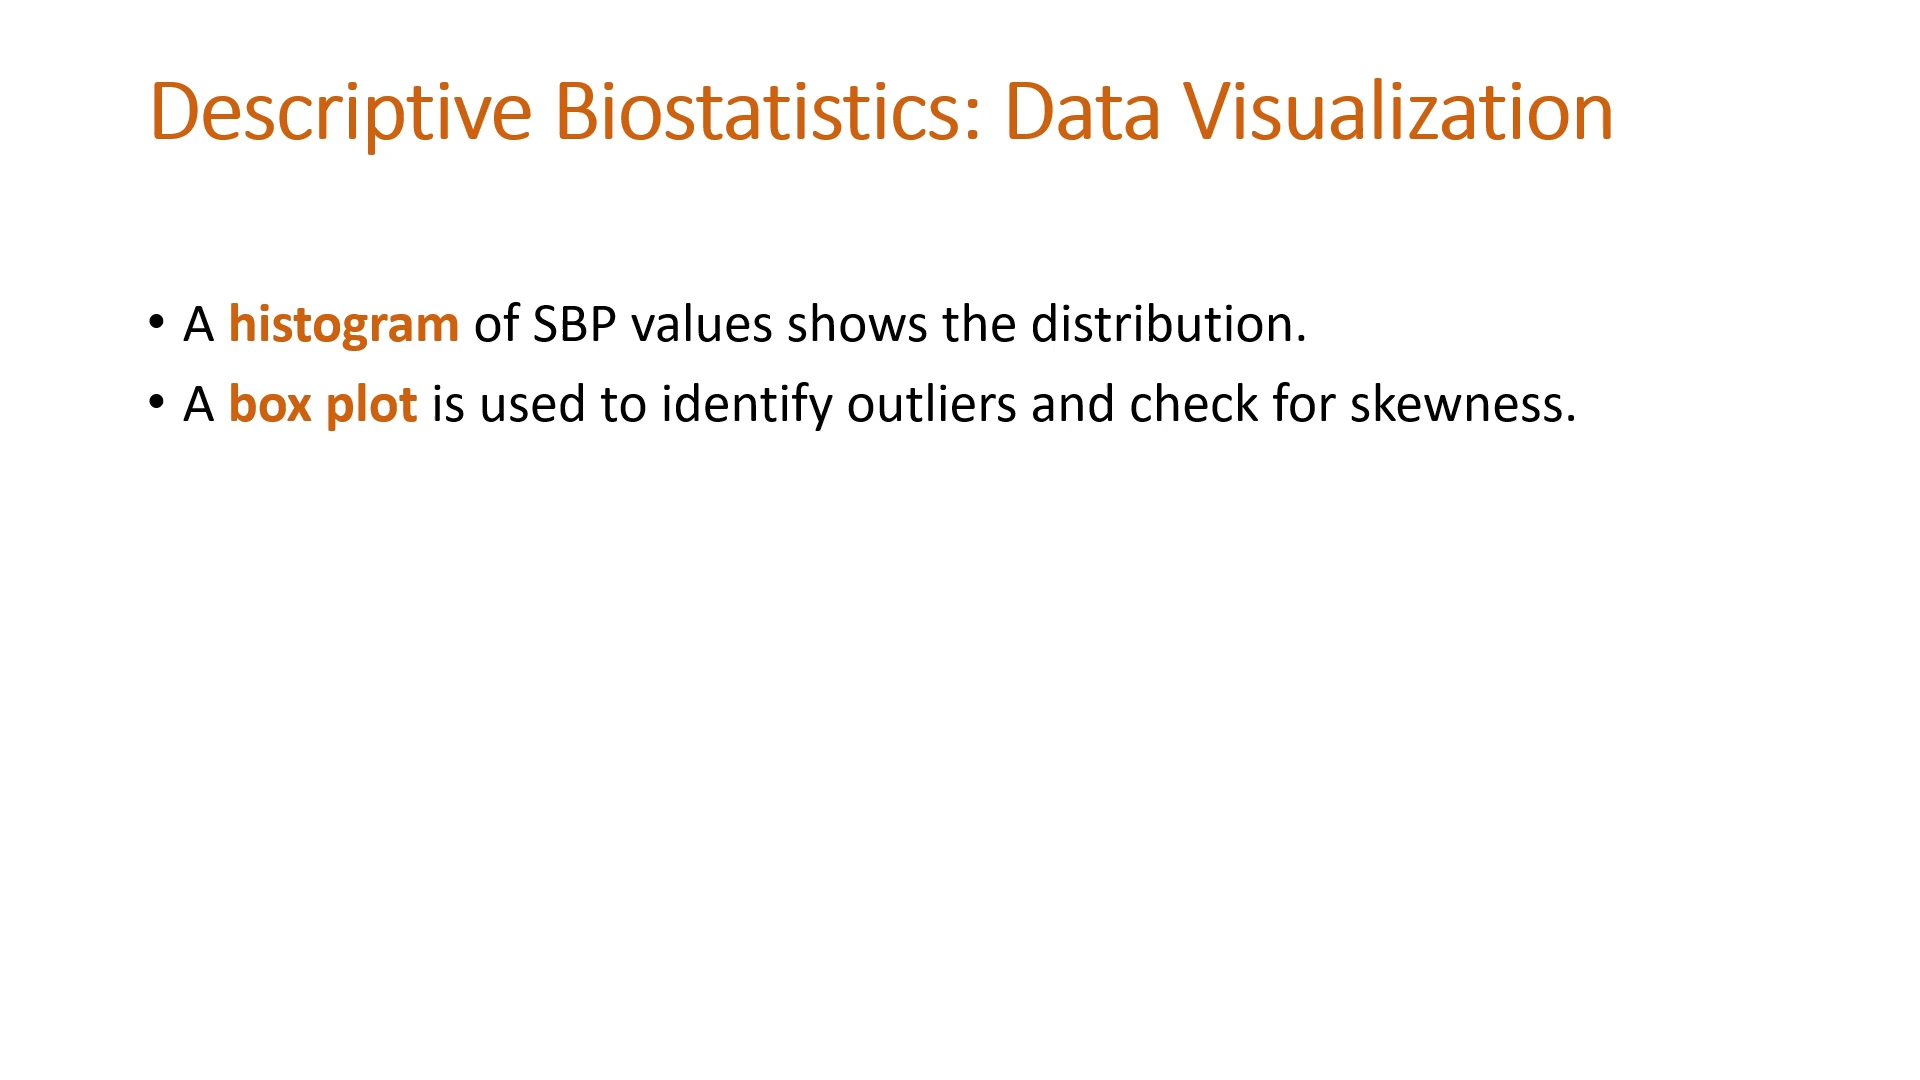 Descriptive Biostatistics: Data Visualization
• A histogram of SBP values shows the distribution.
• A box plot is used to identify outliers and check for skewness.